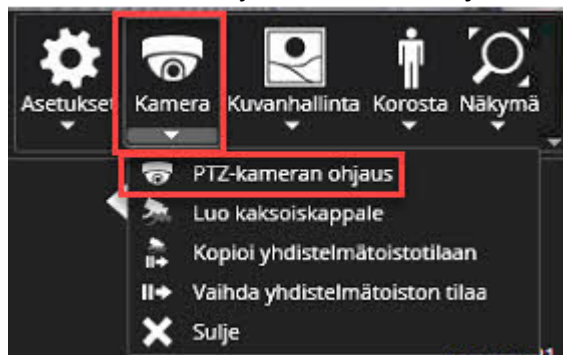 Asetukset Kamera Kuvanhallinta Korosta Näkymä
PTZ-kameran ohjaus
Luo kaksoiskappale
Kopioi yhdistelmätoistotilaan
Vaihda yhdistelmätoiston tilaa
Sulje